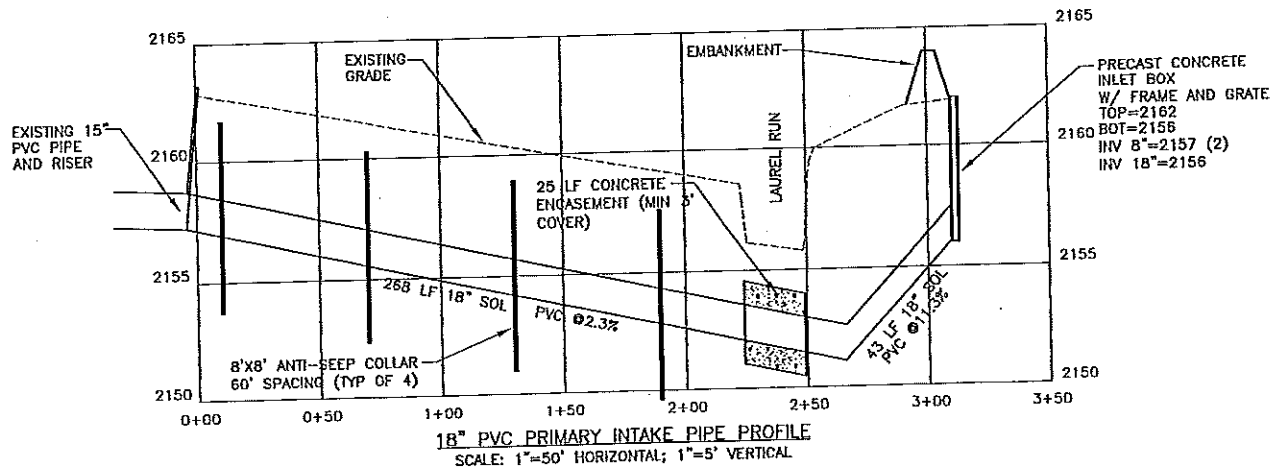 2165
2160
2155
2150
EXISTING 15"
PVC PIPE
AND RISER
EXISTING
GRADE
268 LF 18" SOL PVC @2.3%
8'X8' ANTI-SEEP COLLAR
60' SPACING (TYP OF 4)
25 LF CONCRETE
ENCASEMENT (MIN 3'
COVER)
LAUREL RUN
EMBANKMENT
43 LF 18" SOL
PVC @11.3%
PRECAST CONCRETE
INLET BOX
W/ FRAME AND GRATE
TOP=2162
BOT=2156
INV 8"=2157 (2)
INV 18"=2156
2165
2160
2155
2150
0+00 0+50 1+00 1+50 2+00 2+50 3+00 3+50
18" PVC PRIMARY INTAKE PIPE PROFILE
SCALE: 1"=50' HORIZONTAL; 1"=5' VERTICAL